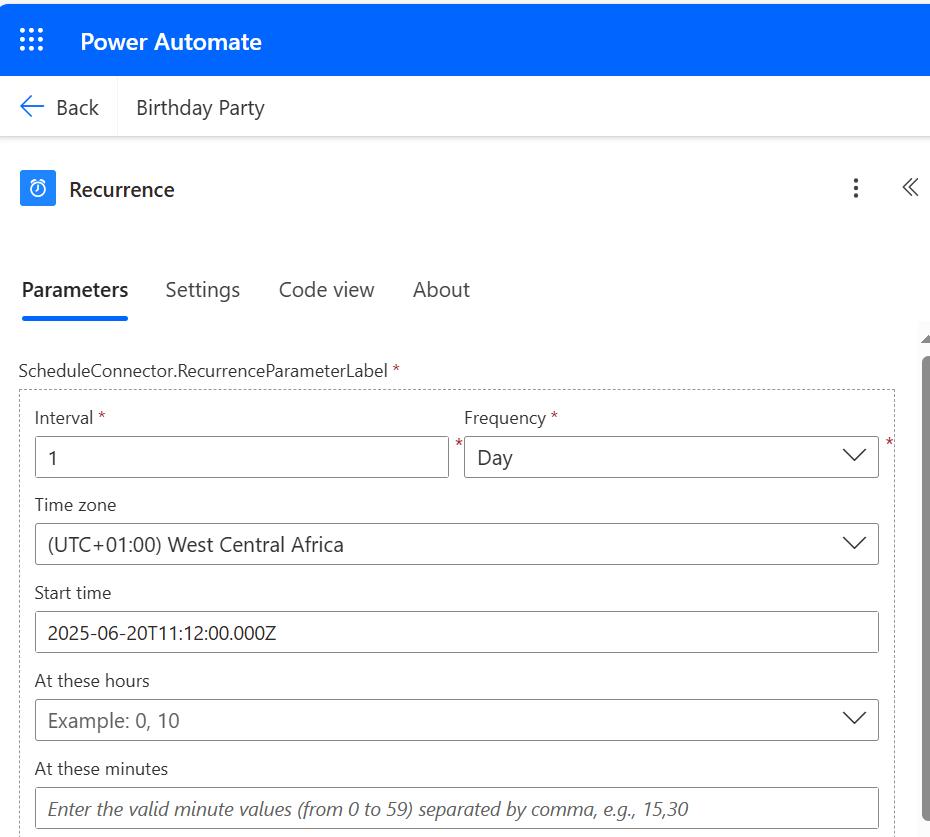 Power Automate
Back Birthday Party
Recurrence
Parameters Settings Code view About
ScheduleConnector.RecurrenceParameterLabel *
Interval * Frequency *
1 * Day *
Time zone
(UTC+01:00) West Central Africa
Start time
2025-06-20T11:12:00.000Z
At these hours
Example: 0, 10
At these minutes
Enter the valid minute values (from 0 to 59) separated by comma, e.g., 15,30